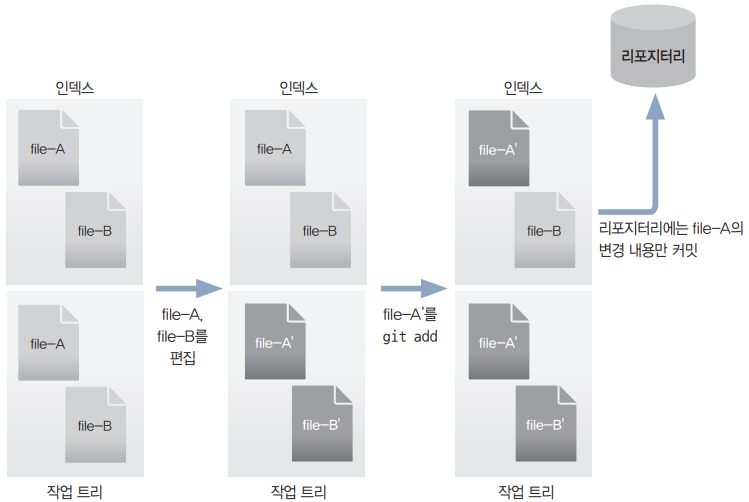 리포지터리
인덱스
인덱스
인덱스
file-A
file-B
file-A
file-B
file-A'
file-B
리포지터리에는 file-A의
변경 내용만 커밋
file-A,
file-B를
편집
file-A'를
git add
file-A
file-B
file-A'
file-B'
file-A'
file-B'
작업 트리
작업 트리
작업 트리